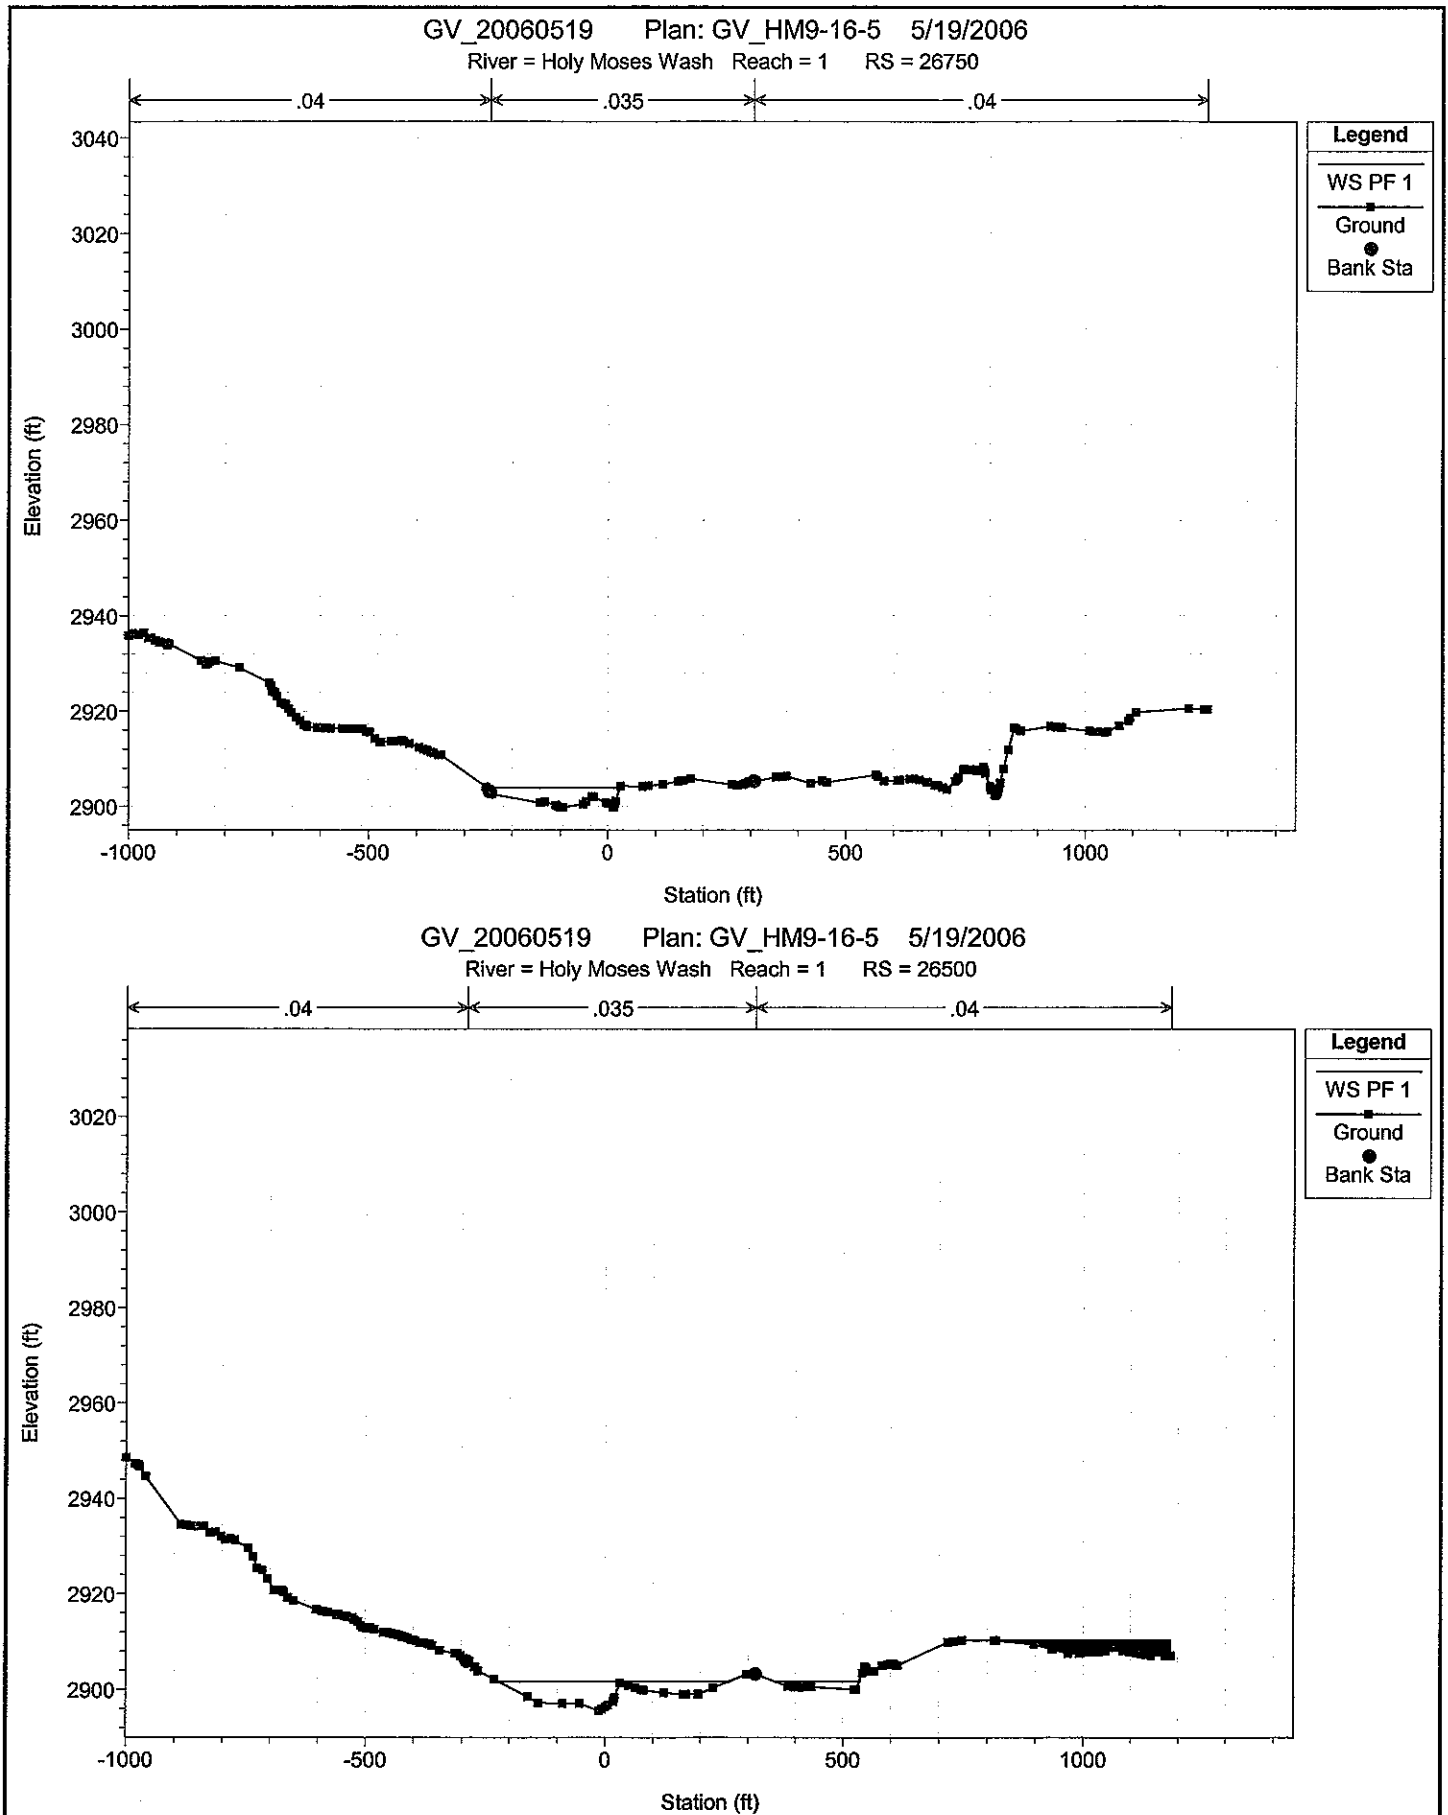 GV_20060519 Plan: GV_HM9-16-5 5/19/2006
River = Holy Moses Wash Reach = 1 RS = 26750
.04 .035 .04
Legend
WS PF 1
Ground
Bank Sta
3040
3020
3000
2980
2960
2940
2920
2900
Elevation (ft)
-1000 -500 0 500 1000
Station (ft)
GV_20060519 Plan: GV_HM9-16-5 5/19/2006
River = Holy Moses Wash Reach = 1 RS = 26500
.04 .035 .04
Legend
WS PF 1
Ground
Bank Sta
3020
3000
2980
2960
2940
2920
2900
Elevation (ft)
-1000 -500 0 500 1000
Station (ft)